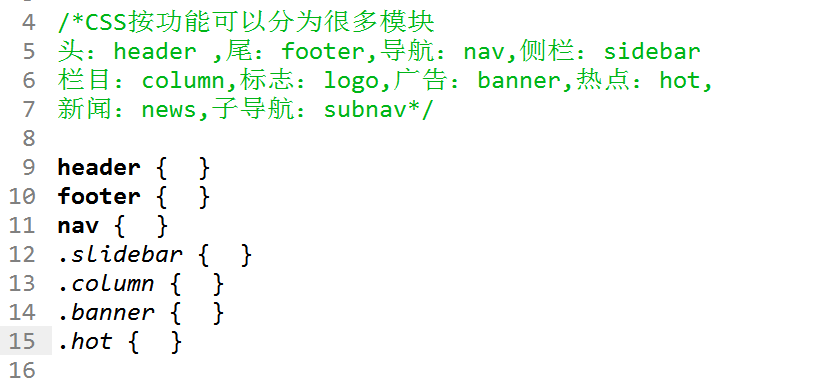 4 /*CSS按功能可以分为很多模块
5 头：header ,尾：footer,导航：nav,侧栏：sidebar
6 栏目：column,标志：logo,广告：banner,热点：hot,
7 新闻：news,子导航：subnav*/
8
9 header {  }
10 footer {  }
11 nav {  }
12 .slidebar {  }
13 .column {  }
14 .banner {  }
15 .hot {  }
16